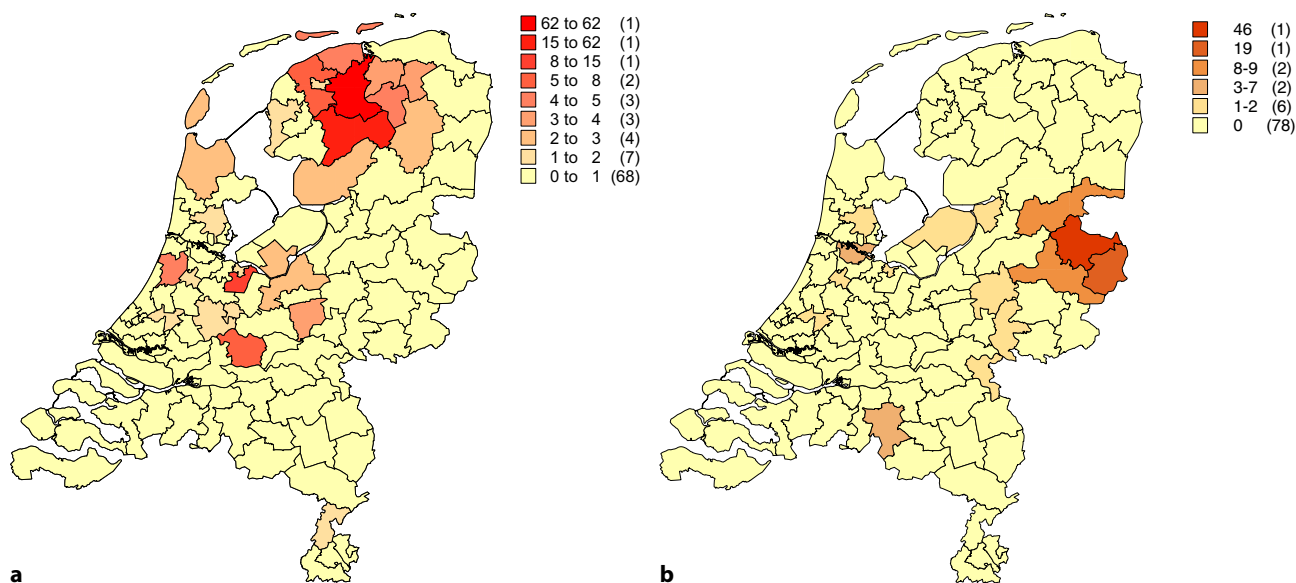 62 to 62 (1)
15 to 62 (1)
8 to 15 (1)
5 to 8 (2)
4 to 5 (3)
3 to 4 (3)
2 to 3 (4)
1 to 2 (7)
0 to 1 (68)
46 (1)
19 (1)
8-9 (2)
3-7 (2)
1-2 (6)
0 (78)
a
b